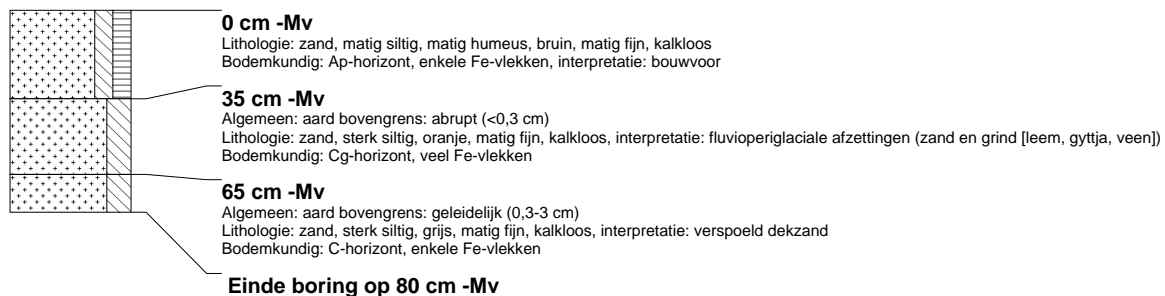 0 cm -Mv
Lithologie: zand, matig siltig, matig humeus, bruin, matig fijn, kalkloos
Bodemkundig: Ap-horizont, enkele Fe-vlekken, interpretatie: bouwvoor
35 cm -Mv
Algemeen: aard bovengrens: abrupt (<0,3 cm)
Lithologie: zand, sterk siltig, oranje, matig fijn, kalkloos, interpretatie: fluvioperiglaciale afzettingen (zand en grind [leem, gyttja, veen])
Bodemkundig: Cg-horizont, veel Fe-vlekken
65 cm -Mv
Algemeen: aard bovengrens: geleidelijk (0,3-3 cm)
Lithologie: zand, sterk siltig, grijs, matig fijn, kalkloos, interpretatie: verspoeld dekzand
Bodemkundig: C-horizont, enkele Fe-vlekken
Einde boring op 80 cm -Mv